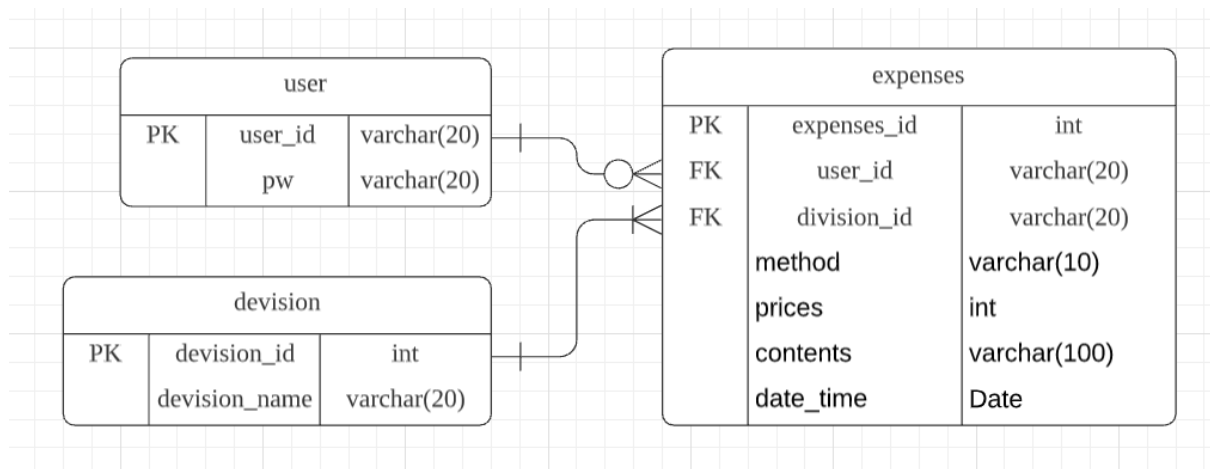 user
PK user_id varchar(20)
pw varchar(20)
devision
PK devision_id int
devision_name varchar(20)
expenses
PK expenses_id int
FK user_id varchar(20)
FK division_id varchar(20)
method varchar(10)
prices int
contents varchar(100)
date_time Date